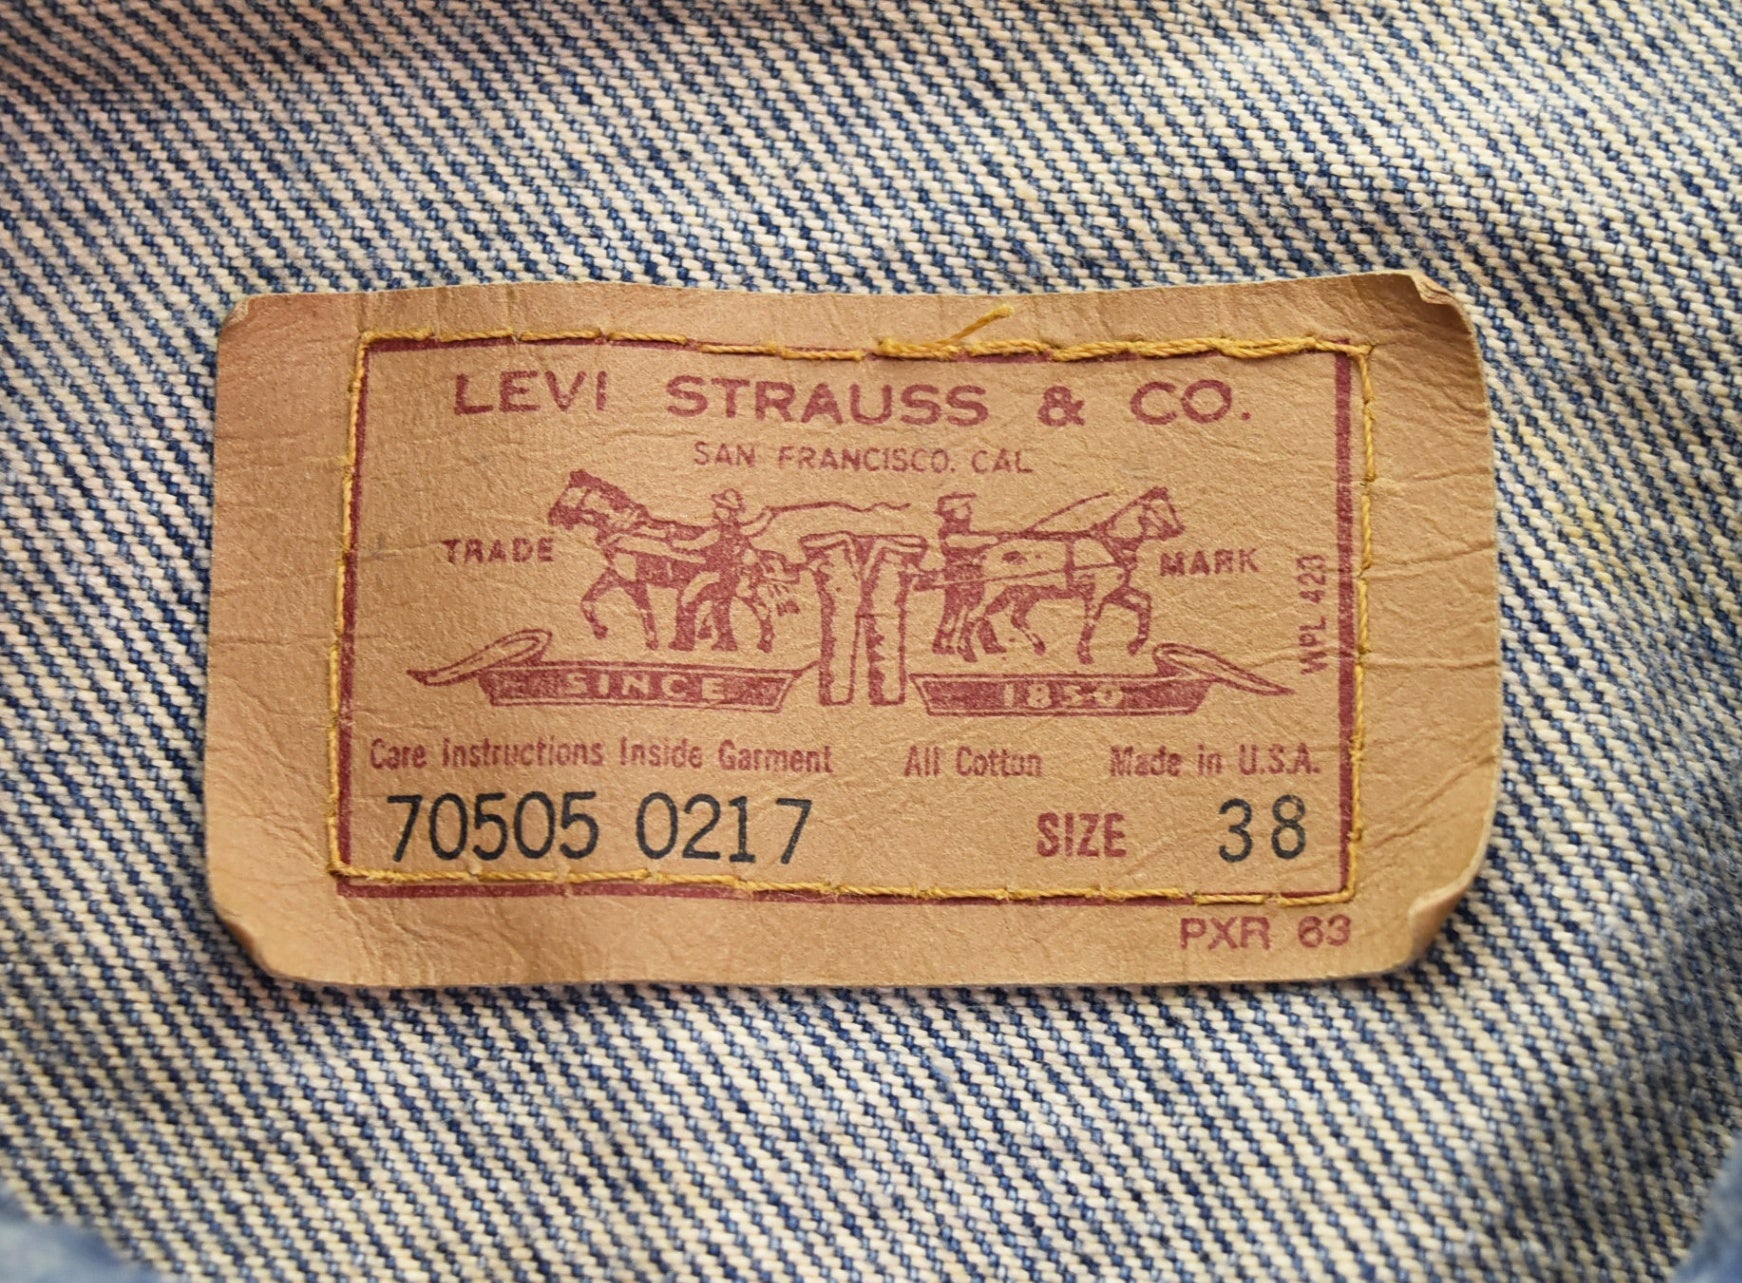 LEVI STRAUSS & CO.
SAN FRANCISCO. CAL
TRADE MARK
WPL 423
SINCE 1850
Care Instructions Inside Garment All Cotton Made in U.S.A.
70505 0217 SIZE 38
PXR 63